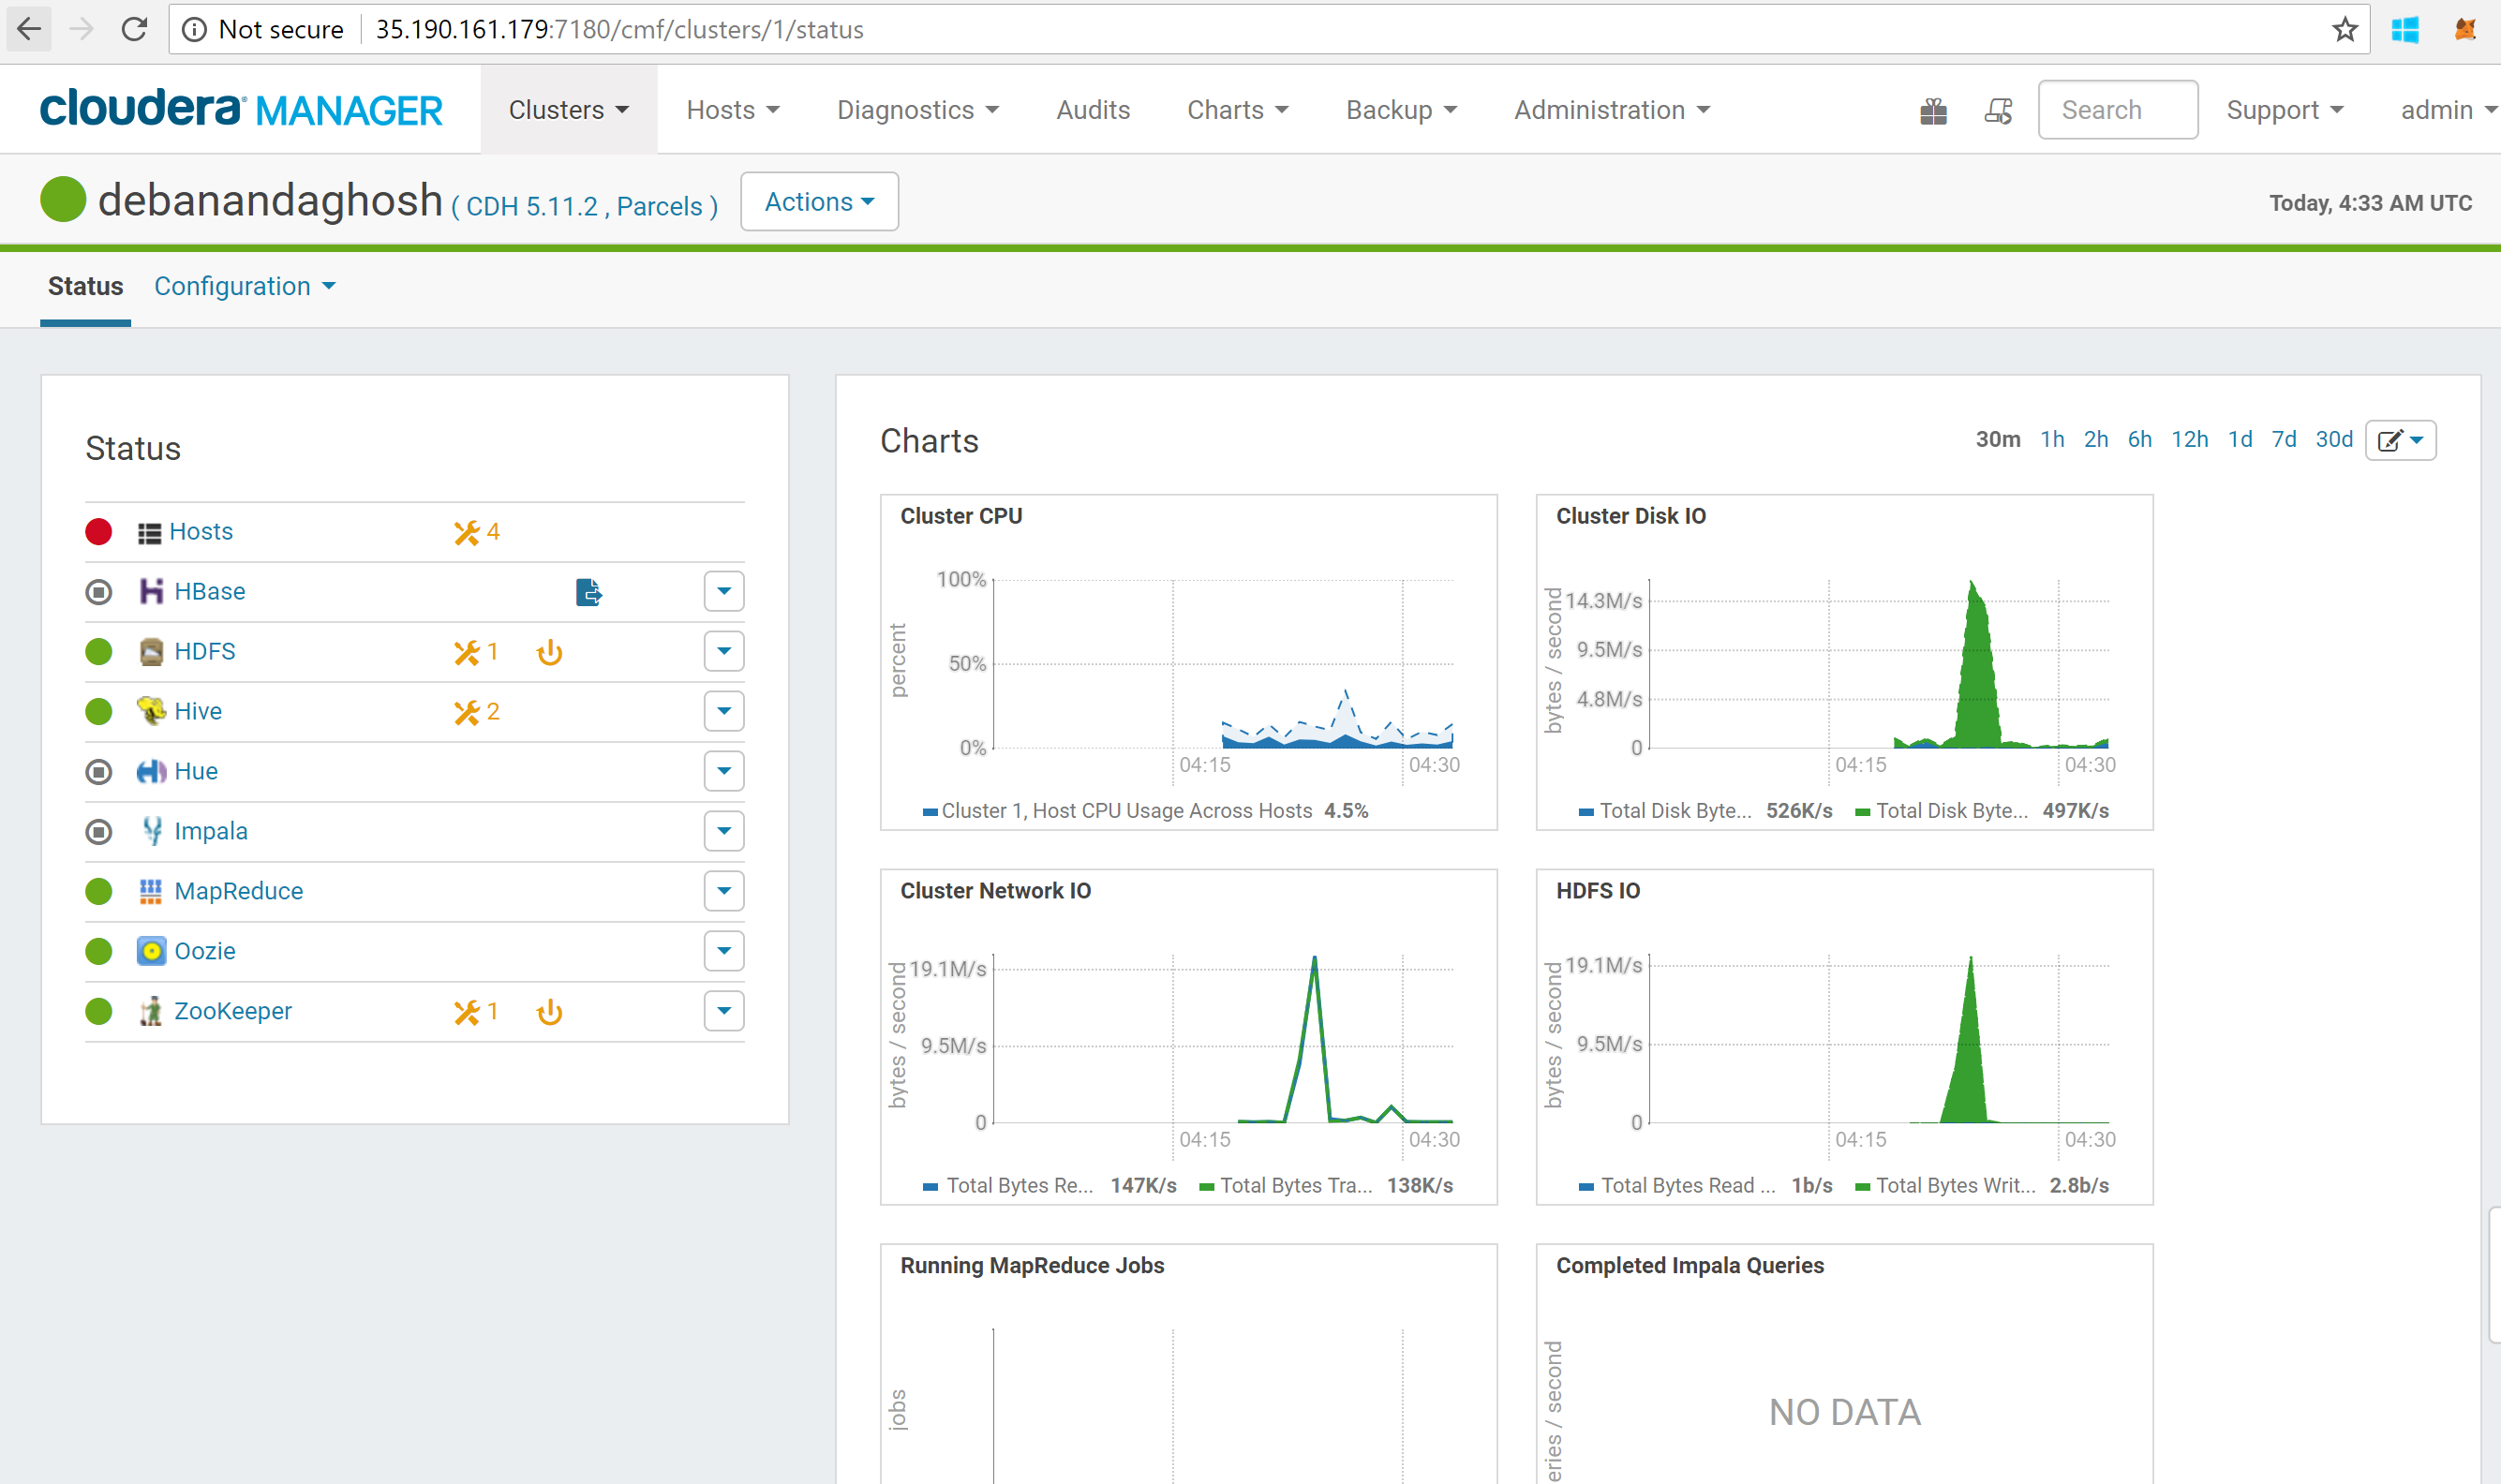 Not secure 35.190.161.179:7180/cmf/clusters/1/status
cloudera MANAGER Clusters Hosts Diagnostics Audits Charts Backup Administration Search Support admin
debanandaghosh ( CDH 5.11.2 , Parcels ) Actions Today, 4:33 AM UTC
Status Configuration
Status
Hosts 4
HBase
HDFS 1
Hive 2
Hue
Impala
MapReduce
Oozie
ZooKeeper 1
Charts 30m 1h 2h 6h 12h 1d 7d 30d
Cluster CPU
percent
100%
50%
0%
04:15 04:30
Cluster 1, Host CPU Usage Across Hosts 4.5%
Cluster Disk IO
bytes / second
14.3M/s
9.5M/s
4.8M/s
0
04:15 04:30
Total Disk Byte... 526K/s Total Disk Byte... 497K/s
Cluster Network IO
bytes / second
19.1M/s
9.5M/s
0
04:15 04:30
Total Bytes Re... 147K/s Total Bytes Tra... 138K/s
HDFS IO
bytes / second
19.1M/s
9.5M/s
0
04:15 04:30
Total Bytes Read ... 1b/s Total Bytes Writ... 2.8b/s
Running MapReduce Jobs
jobs
Completed Impala Queries
eries / second
NO DATA